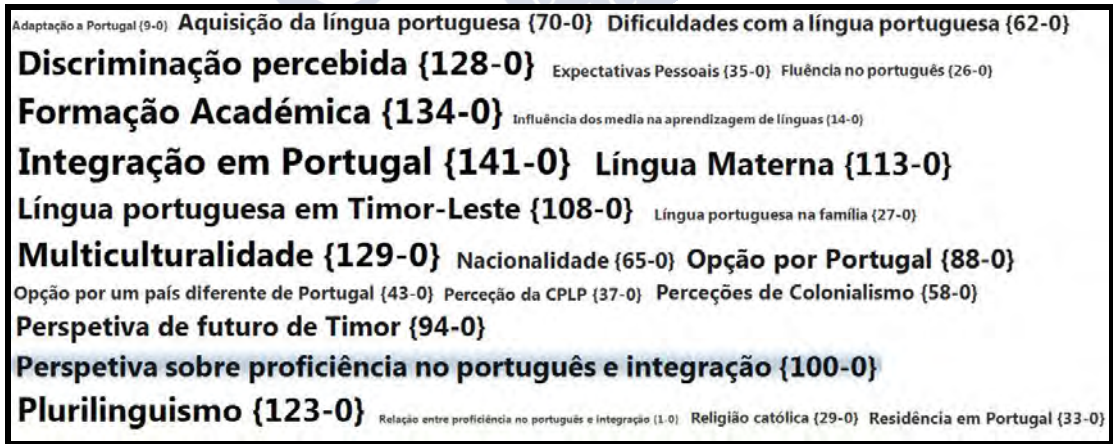 Adaptação a Portugal {9-0} Aquisição da língua portuguesa {70-0} Dificuldades com a língua portuguesa {62-0}
Discriminação percebida {128-0} Expectativas Pessoais {35-0} Fluência no português {26-0}
Formação Académica {134-0} Influência dos media na aprendizagem de línguas {14-0}
Integração em Portugal {141-0} Língua Materna {113-0}
Língua portuguesa em Timor-Leste {108-0} Língua portuguesa na família {27-0}
Multiculturalidade {129-0} Nacionalidade {65-0} Opção por Portugal {88-0}
Opção por um país diferente de Portugal {43-0} Perceção da CPLP {37-0} Perceções de Colonialismo {58-0}
Perspetiva de futuro de Timor {94-0}
Perspetiva sobre proficiência no português e integração {100-0}
Plurilinguismo {123-0} Relação entre proficiência no português e integração {1-0} Religião católica {29-0} Residência em Portugal {33-0}